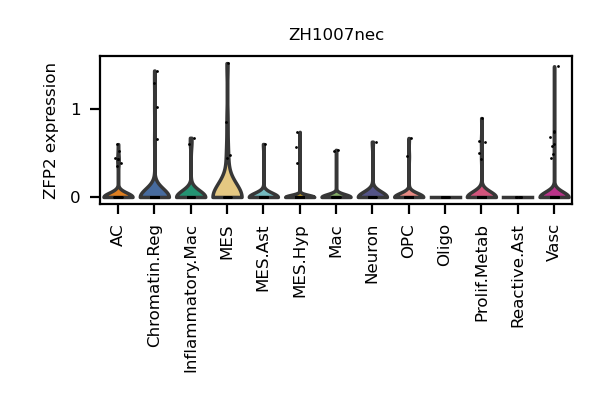 ZH1007nec
ZFP2 expression
1
0
AC
Chromatin.Reg
Inflammatory.Mac
MES
MES.Ast
MES.Hyp
Mac
Neuron
OPC
Oligo
Prolif.Metab
Reactive.Ast
Vasc